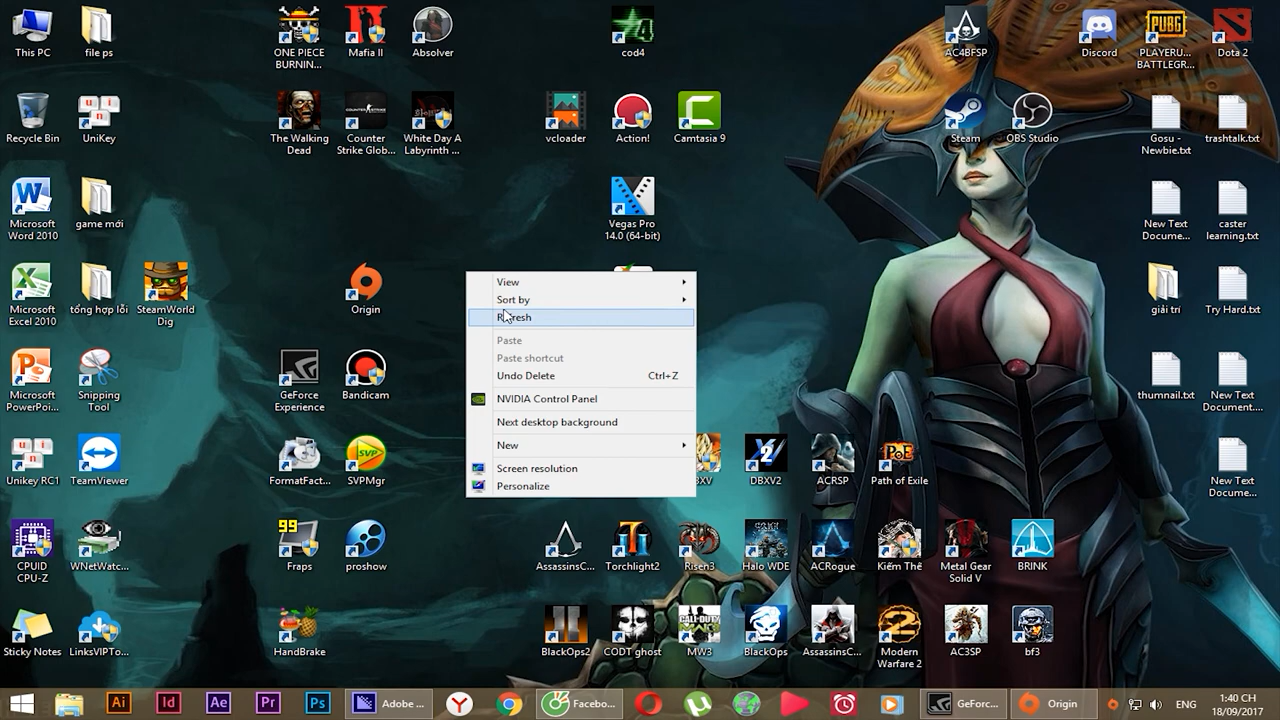 This PC
file ps
ONE PIECE
BURNIN...
Mafia II
Absolver
cod4
AC4BFSP
Discord
PLAYERU...
BATTLEGR...
Dota 2
Recycle Bin
UniKey
The Walking
Dead
Counter
Strike Glob...
White Day A
Labyrinth ...
vcloader
Action!
Camtasia 9
Steam
OBS Studio
Gosu -
Newbie.txt
trashtalk.txt
Microsoft
Word 2010
game mới
Vegas Pro
14.0 (64-bit)
New Text
Docume...
caster
learning.txt
Microsoft
Excel 2010
tổng hợp lỗi
SteamWorld
Dig
Origin
giải trí
Try Hard.txt
View
Sort by
Refresh
Paste
Paste shortcut
Undo Delete Ctrl+Z
NVIDIA Control Panel
Next desktop background
New
Screen resolution
Personalize
Microsoft
PowerPoi...
Snipping
Tool
GeForce
Experience
Bandicam
thumnail.txt
New Text
Document....
Unikey RC1
TeamViewer
FormatFact...
SVPMgr
BXV
DBXV2
ACRSP
Path of Exile
New Text
Docume...
CPUID
CPU-Z
WNetWatc...
99
Fraps
proshow
AssassinsC...
Torchlight2
Risen3
Halo WDE
ACRogue
Kiếm Thế
Metal Gear
Solid V
BRINK
Sticky Notes
LinksVIPTo...
HandBrake
BlackOps2
CODT ghost
MW3
BlackOps
AssassinsC...
Modern
Warfare 2
AC3SP
bf3
Ai
Id
Ae
Pr
Ps
Adobe ...
Facebo...
GeForc...
Origin
ENG
1:40 CH
18/09/2017